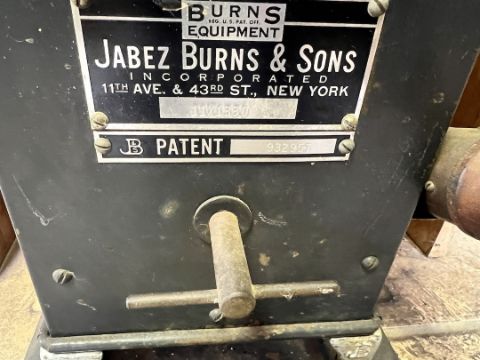 BURNS
REG. U.S. PAT. OFF.
EQUIPMENT
JABEZ BURNS & SONS
INCORPORATED
11TH AVE. & 43RD ST., NEW YORK
JB PATENT